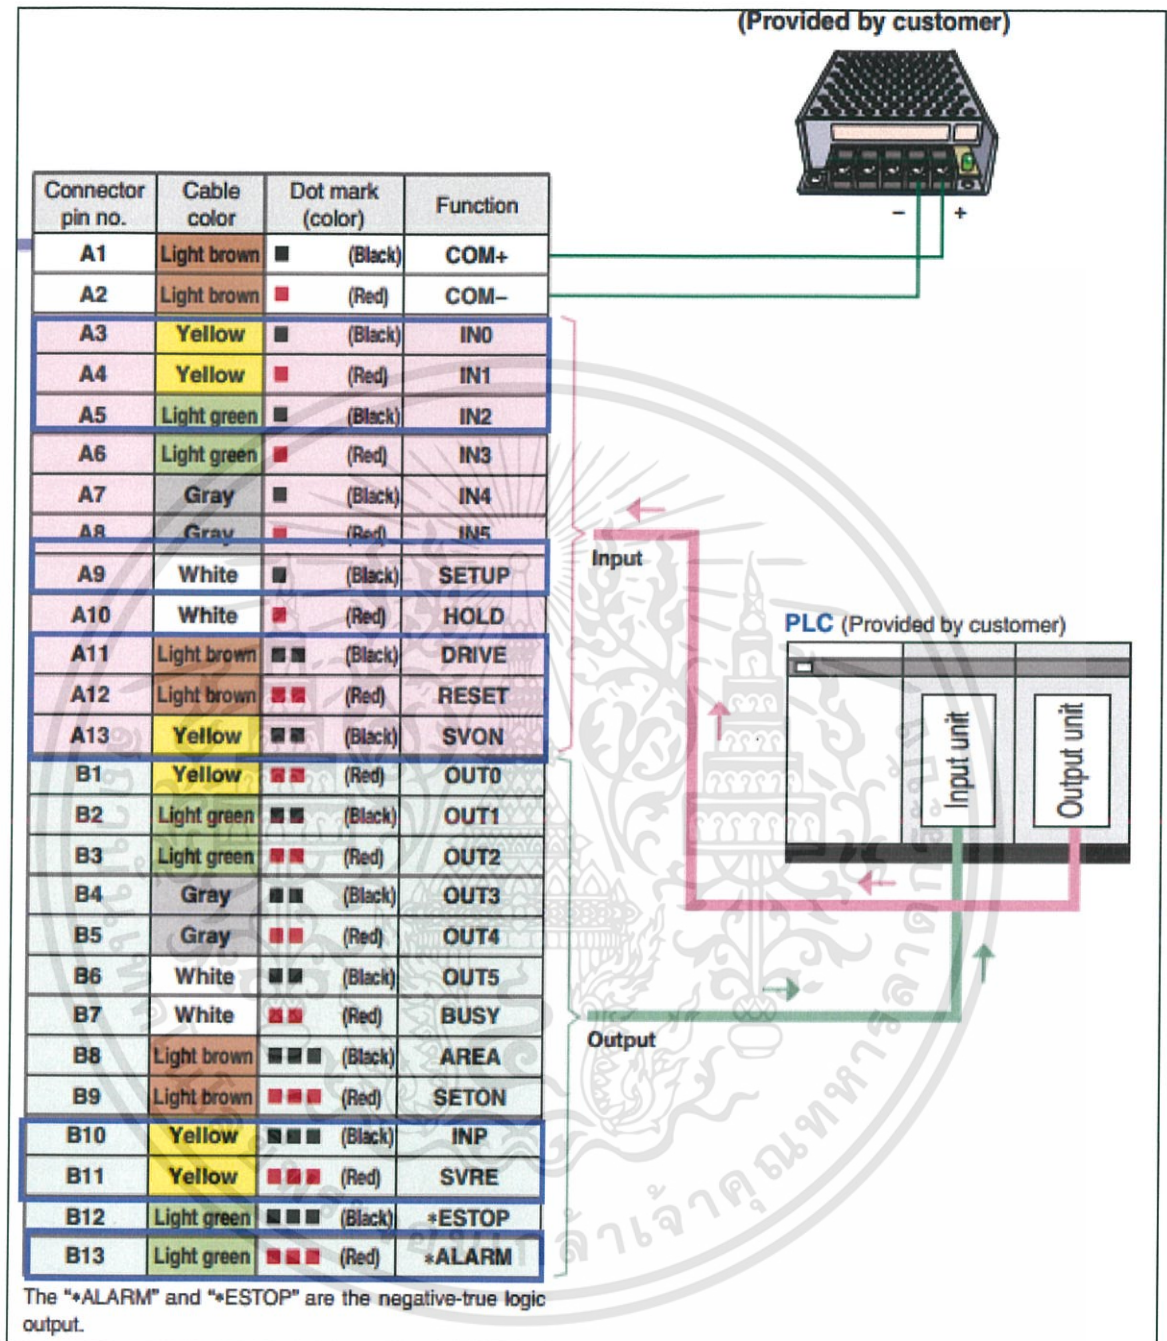 (Provided by customer)
− +
Connector pin no. Cable color Dot mark (color) Function
A1 Light brown ■ (Black) COM+
A2 Light brown ■ (Red) COM−
A3 Yellow ■ (Black) IN0
A4 Yellow ■ (Red) IN1
A5 Light green ■ (Black) IN2
A6 Light green ■ (Red) IN3
A7 Gray ■ (Black) IN4
A8 Gray ■ (Red) IN5
A9 White ■ (Black) SETUP
A10 White ■ (Red) HOLD
A11 Light brown ■ ■ (Black) DRIVE
A12 Light brown ■ ■ (Red) RESET
A13 Yellow ■ ■ (Black) SVON
B1 Yellow ■ ■ (Red) OUT0
B2 Light green ■ ■ (Black) OUT1
B3 Light green ■ ■ (Red) OUT2
B4 Gray ■ ■ (Black) OUT3
B5 Gray ■ ■ (Red) OUT4
B6 White ■ ■ (Black) OUT5
B7 White ■ ■ (Red) BUSY
B8 Light brown ■ ■ ■ (Black) AREA
B9 Light brown ■ ■ ■ (Red) SETON
B10 Yellow ■ ■ ■ (Black) INP
B11 Yellow ■ ■ ■ (Red) SVRE
B12 Light green ■ ■ ■ (Black) *ESTOP
B13 Light green ■ ■ ■ (Red) *ALARM
The "*ALARM" and "*ESTOP" are the negative-true logic
output.
Input
Output
PLC (Provided by customer)
Input unit
Output unit